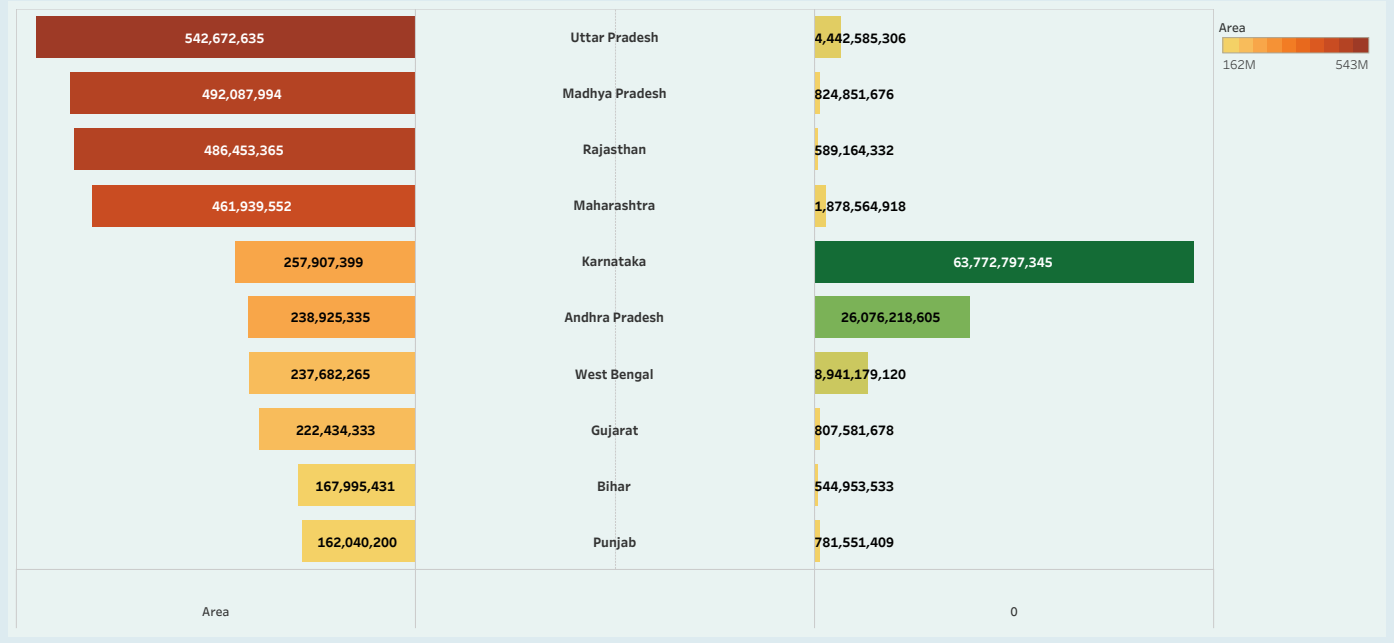 542,672,635 Uttar Pradesh 4,442,585,306
492,087,994 Madhya Pradesh 824,851,676
486,453,365 Rajasthan 589,164,332
461,939,552 Maharashtra 1,878,564,918
257,907,399 Karnataka 63,772,797,345
238,925,335 Andhra Pradesh 26,076,218,605
237,682,265 West Bengal 8,941,179,120
222,434,333 Gujarat 807,581,678
167,995,431 Bihar 544,953,533
162,040,200 Punjab 781,551,409
Area 0
Area
162M 543M